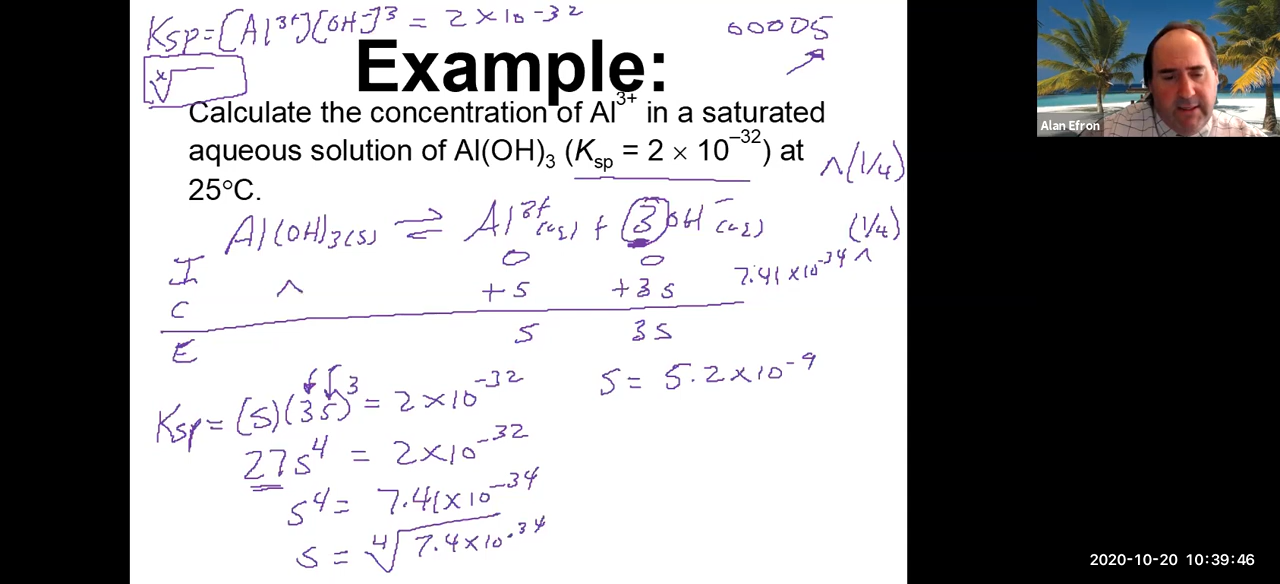 Ksp=[Al³⁺][OH⁻]³ = 2×10⁻³²
00005
ˣ√
Example:
Calculate the concentration of Al³⁺ in a saturated
aqueous solution of Al(OH)₃ (Kₛₚ = 2 × 10⁻³²) at
25°C.
^(1/4)
Al(OH)₃(s) ⇌ Al³⁺(aq) + 3OH⁻(aq)
(1/4)
I 0 0
7.41×10⁻³⁴ ^
C +s +3s
E s 3s
Ksp=(s)(3s)³ = 2×10⁻³²
s = 5.2×10⁻⁹
27s⁴ = 2×10⁻³²
s⁴ = 7.41×10⁻³⁴
s = ⁴√7.4×10⁻³⁴
Alan Efron
2020-10-20 10:39:46